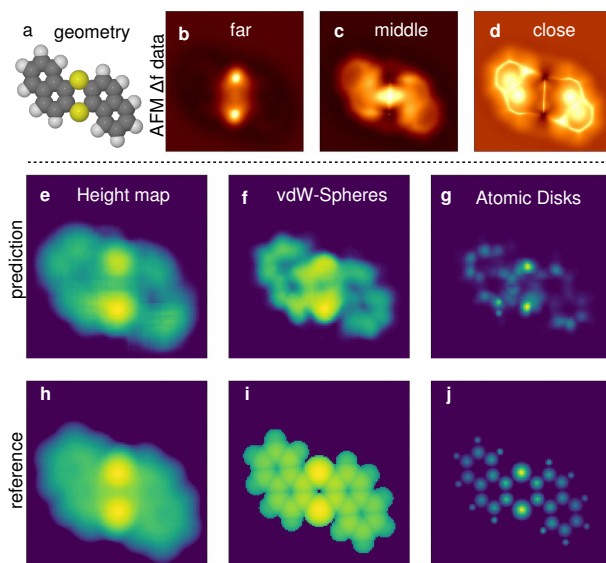 a geometry
AFM Δf data
b far
c middle
d close
prediction
e Height map
f vdW-Spheres
g Atomic Disks
reference
h
i
j